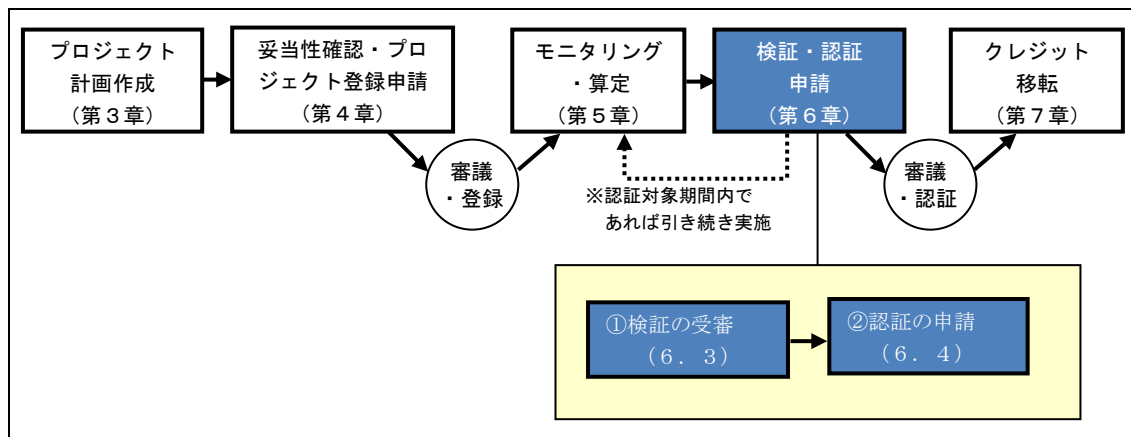 プロジェクト
計画作成
（第３章）
妥当性確認・プロ
ジェクト登録申請
（第４章）
モニタリング
・算定
（第５章）
検証・認証
申請
（第６章）
クレジット
移転
（第７章）
審議
・登録
※認証対象期間内で
あれば引き続き実施
審議
・認証
①検証の受審
（６．３）
②認証の申請
（６．４）